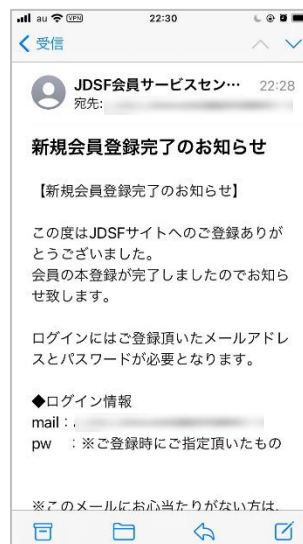 au VPN 22:30
受信
JDSF会員サービスセン… 22:28
宛先:
新規会員登録完了のお知らせ
【新規会員登録完了のお知らせ】
この度はJDSFサイトへのご登録ありが
とうございました。
会員の本登録が完了しましたのでお知ら
せ致します。
ログインにはご登録頂いたメールアドレ
スとパスワードが必要となります。
◆ログイン情報
mail:
pw :※ご登録時にご指定頂いたもの
※このメールにお心当たりがない方は、